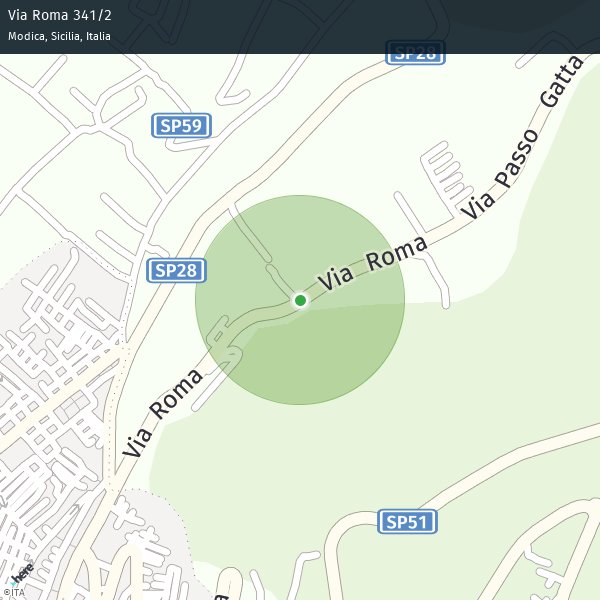 Via Roma 341/2
Modica, Sicilia, Italia
SP28
Gatta
Via Passo
SP59
Via Roma
SP28
Via Roma
SP51
here
©ITA
a